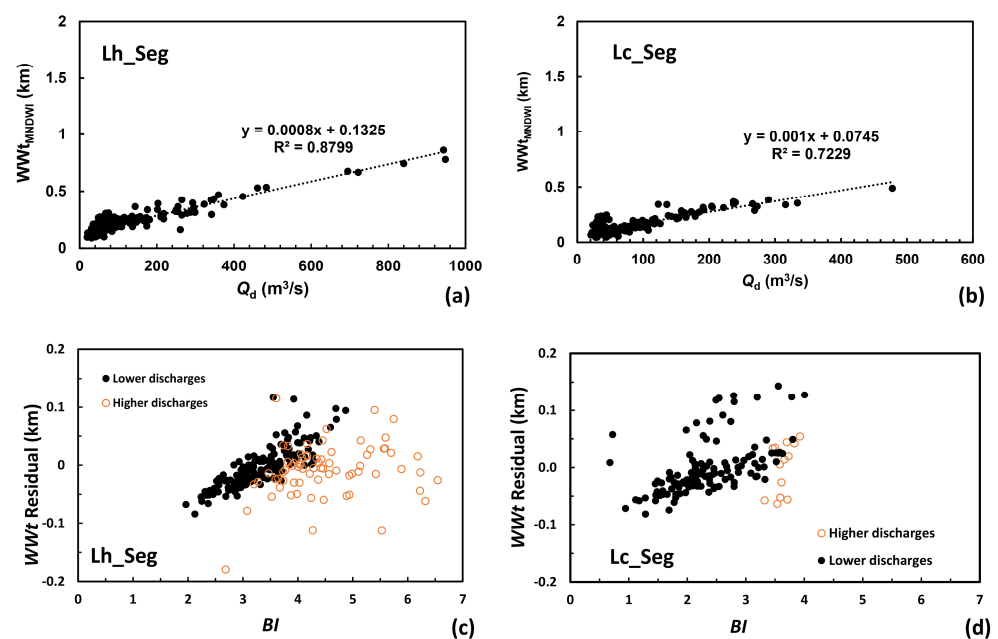 2
1.5
1
0.5
0
WWt_MNDWI (km)
Lh_Seg
y = 0.0008x + 0.1325
R² = 0.8799
0 200 400 600 800 1000
Q_d (m³/s)
(a)
2
1.5
1
0.5
0
WWt_MNDWI (km)
Lc_Seg
y = 0.001x + 0.0745
R² = 0.7229
0 100 200 300 400 500 600
Q_d (m³/s)
(b)
0.2
0.1
0
-0.1
-0.2
WWt Residual (km)
Lower discharges
Higher discharges
Lh_Seg
0 1 2 3 4 5 6 7
BI
(c)
0.2
0.1
0.0
-0.1
-0.2
WWt Residual (km)
Higher discharges
Lower discharges
Lc_Seg
0 1 2 3 4 5 6 7
BI
(d)